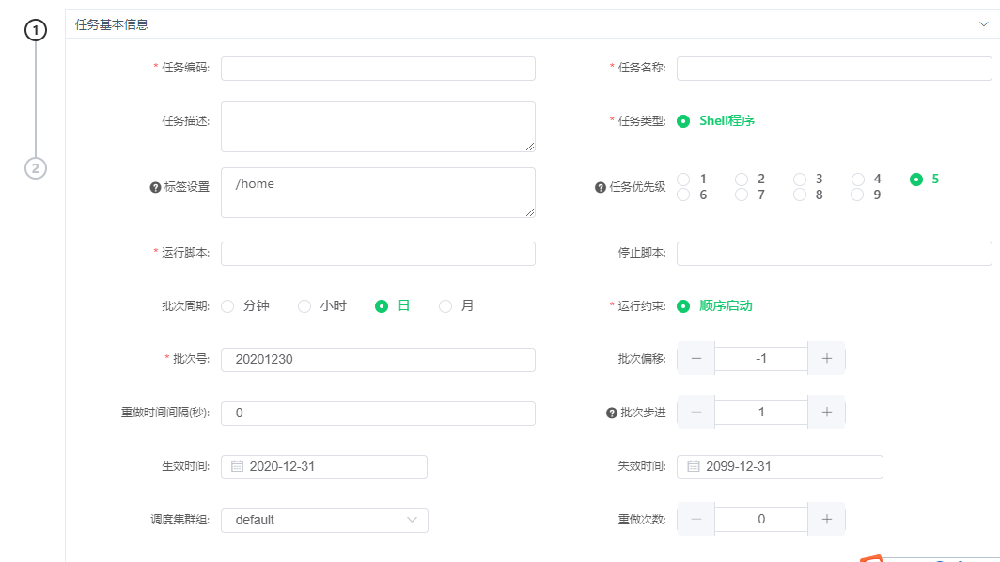 1 任务基本信息
* 任务编码: * 任务名称:
任务描述: * 任务类型: Shell程序
2
? 标签设置 /home ? 任务优先级 1 2 3 4 5
6 7 8 9
* 运行脚本: 停止脚本:
批次周期: 分钟 小时 日 月 * 运行约束: 顺序启动
* 批次号: 20201230 批次偏移: — -1 +
重做时间间隔(秒): 0 ? 批次步进 — 1 +
生效时间: 2020-12-31 失效时间: 2099-12-31
调度集群组: default 重做次数: — 0 +